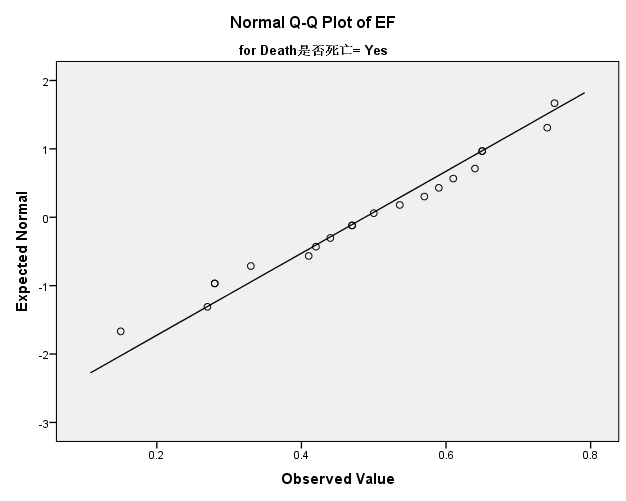 Normal Q-Q Plot of EF
for Death是否死亡= Yes
2
1
0
-1
-2
-3
Expected Normal
0.2 0.4 0.6 0.8
Observed Value